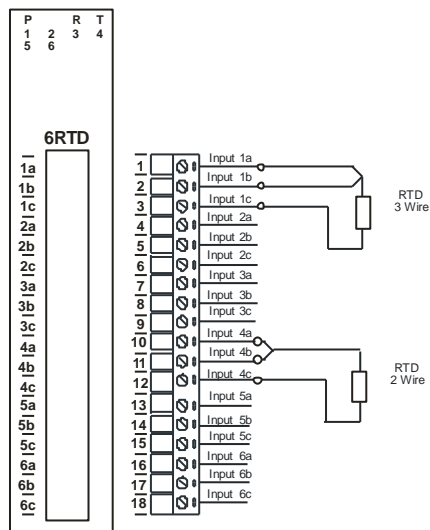 P R T
1 2 3 4
5 6
6RTD
1a
1b
1c
2a
2b
2c
3a
3b
3c
4a
4b
4c
5a
5b
5c
6a
6b
6c
1 Input 1a
2 Input 1b
3 Input 1c
4 Input 2a
5 Input 2b
6 Input 2c
7 Input 3a
8 Input 3b
9 Input 3c
10 Input 4a
11 Input 4b
12 Input 4c
13 Input 5a
14 Input 5b
15 Input 5c
16 Input 6a
17 Input 6b
18 Input 6c
RTD
3 Wire
RTD
2 Wire